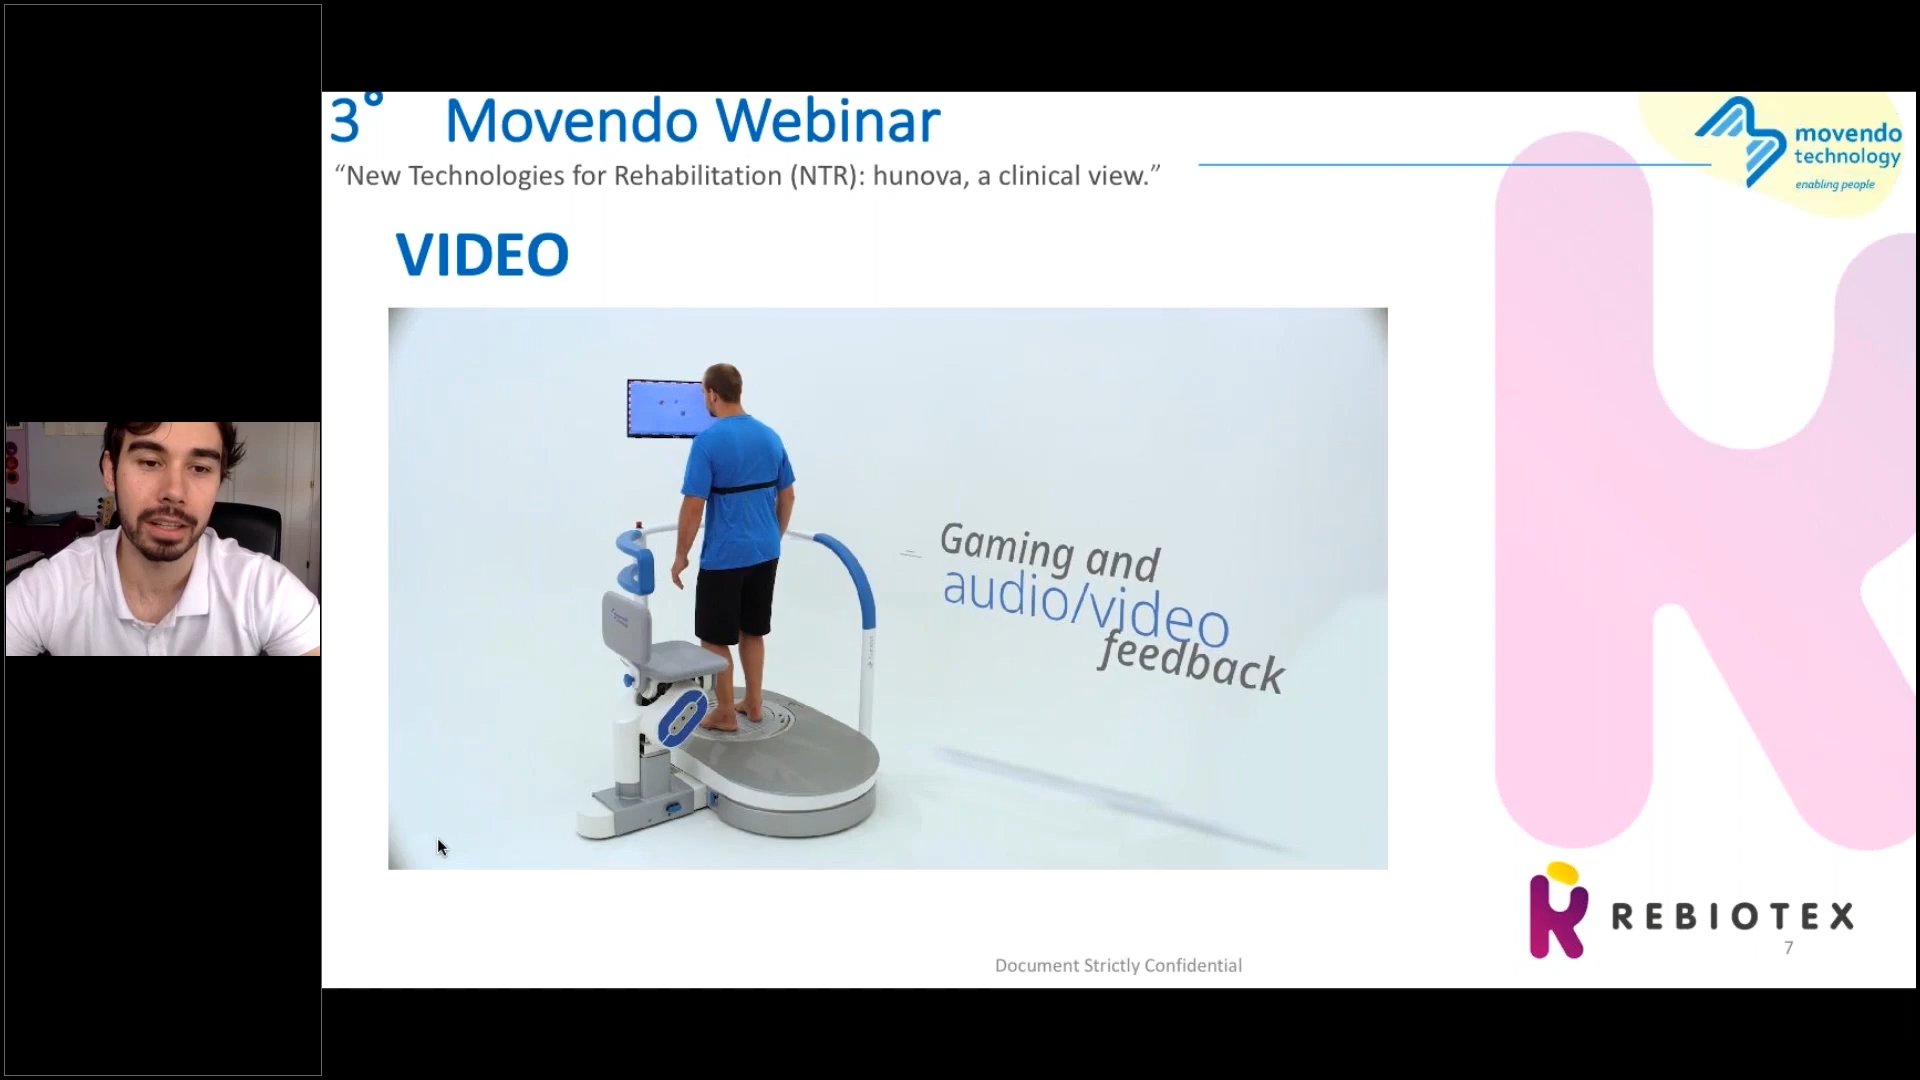 3° Movendo Webinar
“New Technologies for Rehabilitation (NTR): hunova, a clinical view.”
movendo
technology
enabling people
VIDEO
Gaming and
audio/video
feedback
REBIOTEX
7
Document Strictly Confidential